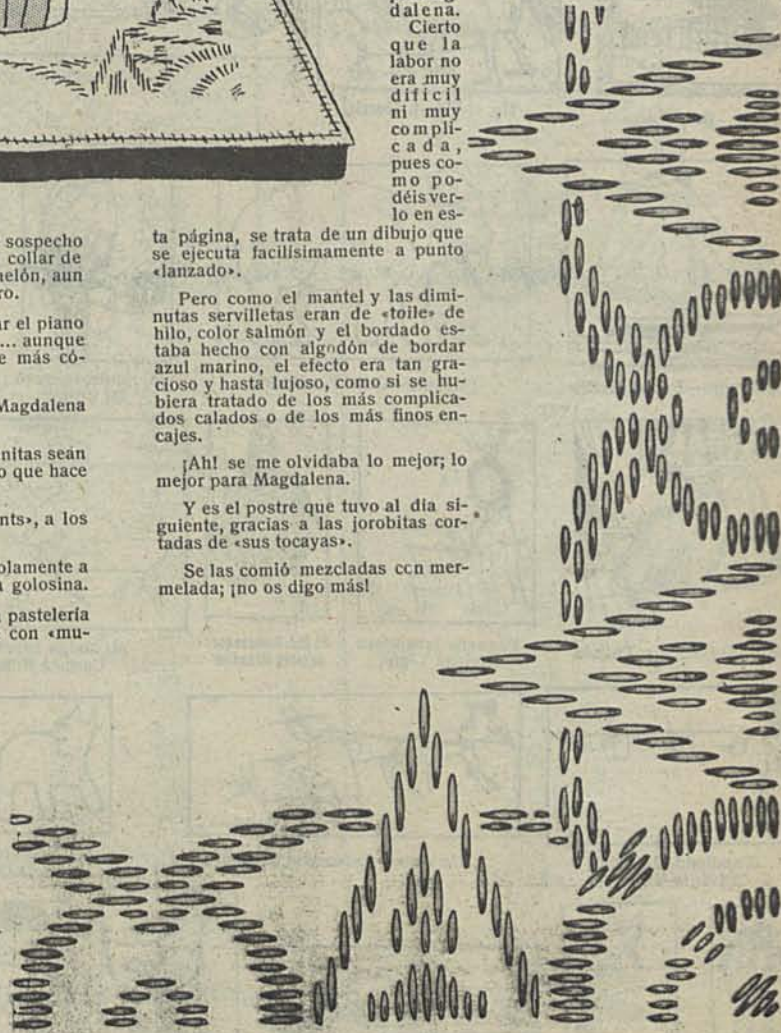 sospecho
collar de
elón, aun
ro.
ar el piano
... aunque
e más có-
Magdalena
nitas seán
o que hace
nts», a los
olamente a
a golosina.
a pastelería
con «mu-
dalena.
Cierto
que la
labor no
era muy
dificil
ni muy
compli-
cada,
pues co-
mo po-
déis ver-
lo en es-
ta página, se trata de un dibujo que
se ejecuta facilísimamente a punto
«lanzado».
Pero como el mantel y las dimi-
nutas servilletas eran de «toile» de
hilo, color salmón y el bordado es-
taba hecho con algodón de bordar
azul marino, el efecto era tan gra-
cioso y hasta lujoso, como si se hu-
biera tratado de los más complica-
dos calados o de los más finos en-
cajes.
¡Ah! se me olvidaba lo mejor; lo
mejor para Magdalena.
Y es el postre que tuvo al dia si-
guiente, gracias a las jorobitas cor-
tadas de «sus tocayas».
Se las comió mezcladas con mer-
melada; ¡no os digo más!